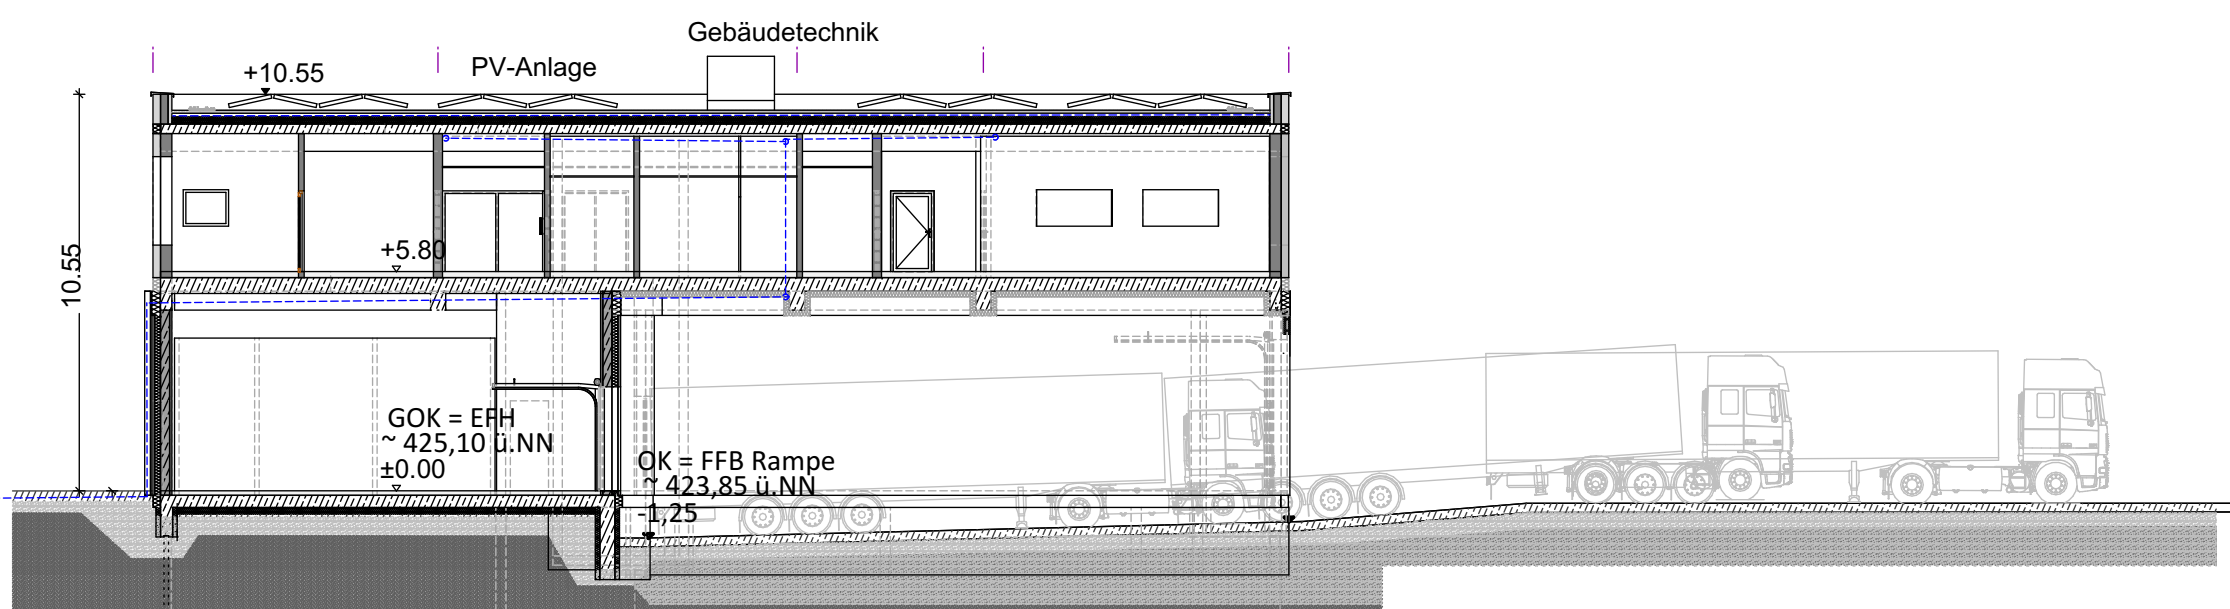 Gebäudetechnik
PV-Anlage
+10.55
+5.80
10.55
GOK = EFH
~ 425,10 ü.NN
±0.00
OK = FFB Rampe
~ 423,85 ü.NN
-1,25